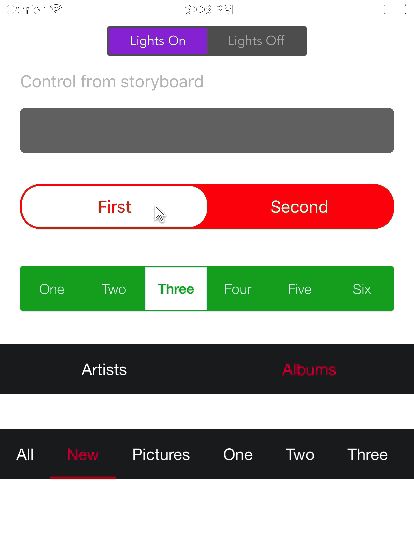 Lights On Lights Off
Control from storyboard
First Second
One Two Three Four Five Six
Artists Albums
All New Pictures One Two Three